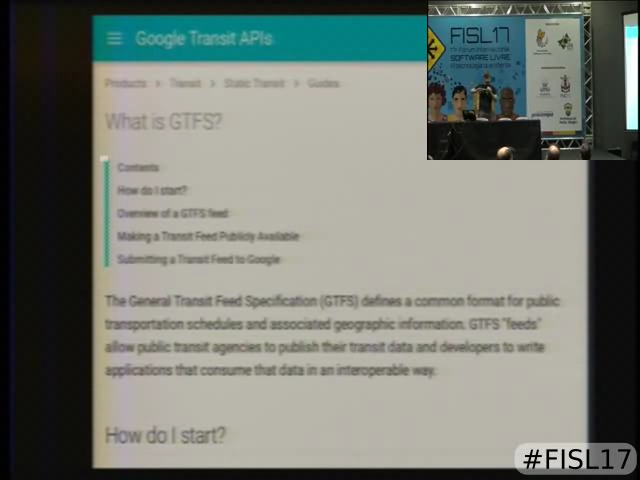 Google Transit APIs
Products > Transit > Static Transit > Guides
What is GTFS?
Contents
How do I start?
Overview of a GTFS feed
Making a Transit Feed Publicly Available
Submitting a Transit Feed to Google
The General Transit Feed Specification (GTFS) defines a common format for public
transportation schedules and associated geographic information. GTFS "feeds"
allow public transit agencies to publish their transit data and developers to write
applications that consume that data in an interoperable way.
How do I start?
FISL17
SOFTWARE LIVRE
#FISL17